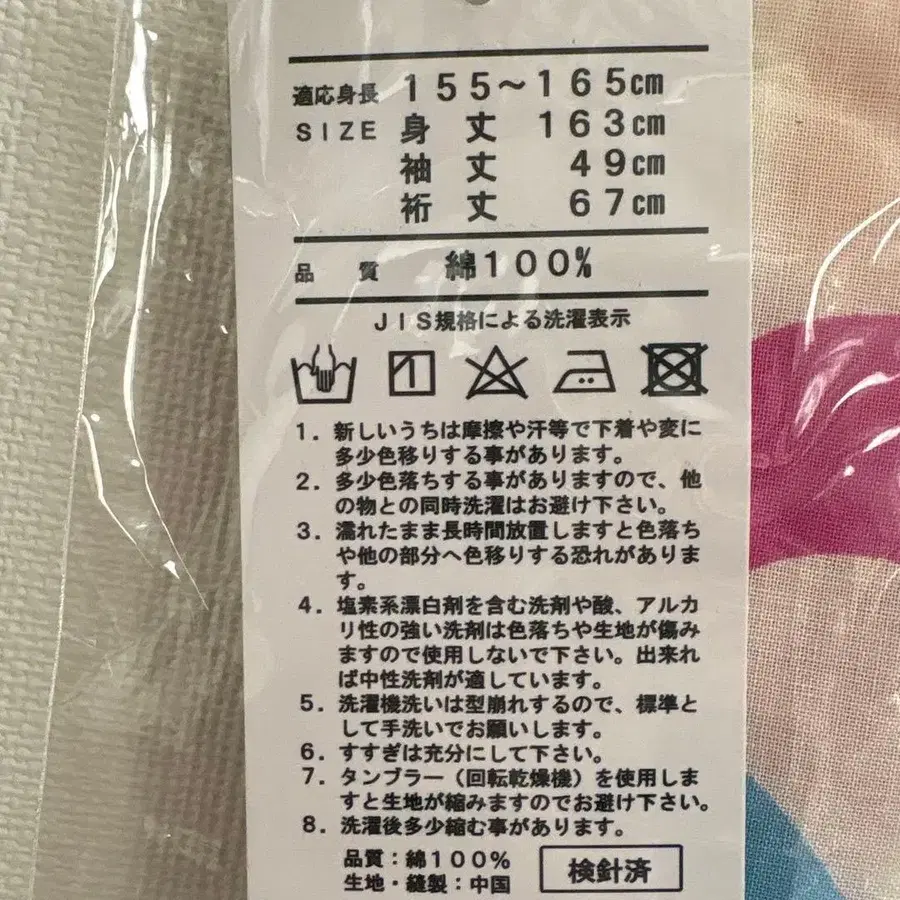 適応身長 155〜165cm
SIZE 身丈 163cm
袖丈 49cm
裄丈 67cm
品質 綿100%
JIS規格による洗濯表示
1. 新しいうちは摩擦や汗等で下着や変に
多少色移りする事があります。
2. 多少色落ちする事がありますので、他
の物との同時洗濯はお避け下さい。
3. 濡れたまま長時間放置しますと色落ち
や他の部分へ色移りする恐れがありま
す。
4. 塩素系漂白剤を含む洗剤や酸、アルカ
リ性の強い洗剤は色落ちや生地が傷み
ますので使用しないで下さい。出来れ
ば中性洗剤が適しています。
5. 洗濯機洗いは型崩れするので、標準と
して手洗いでお願いします。
6. すすぎは充分にして下さい。
7. タンブラー(回転乾燥機)を使用しま
すと生地が縮みますのでお避け下さい。
8. 洗濯後多少縮む事があります。
品質：綿100%
生地・縫製：中国
検針済